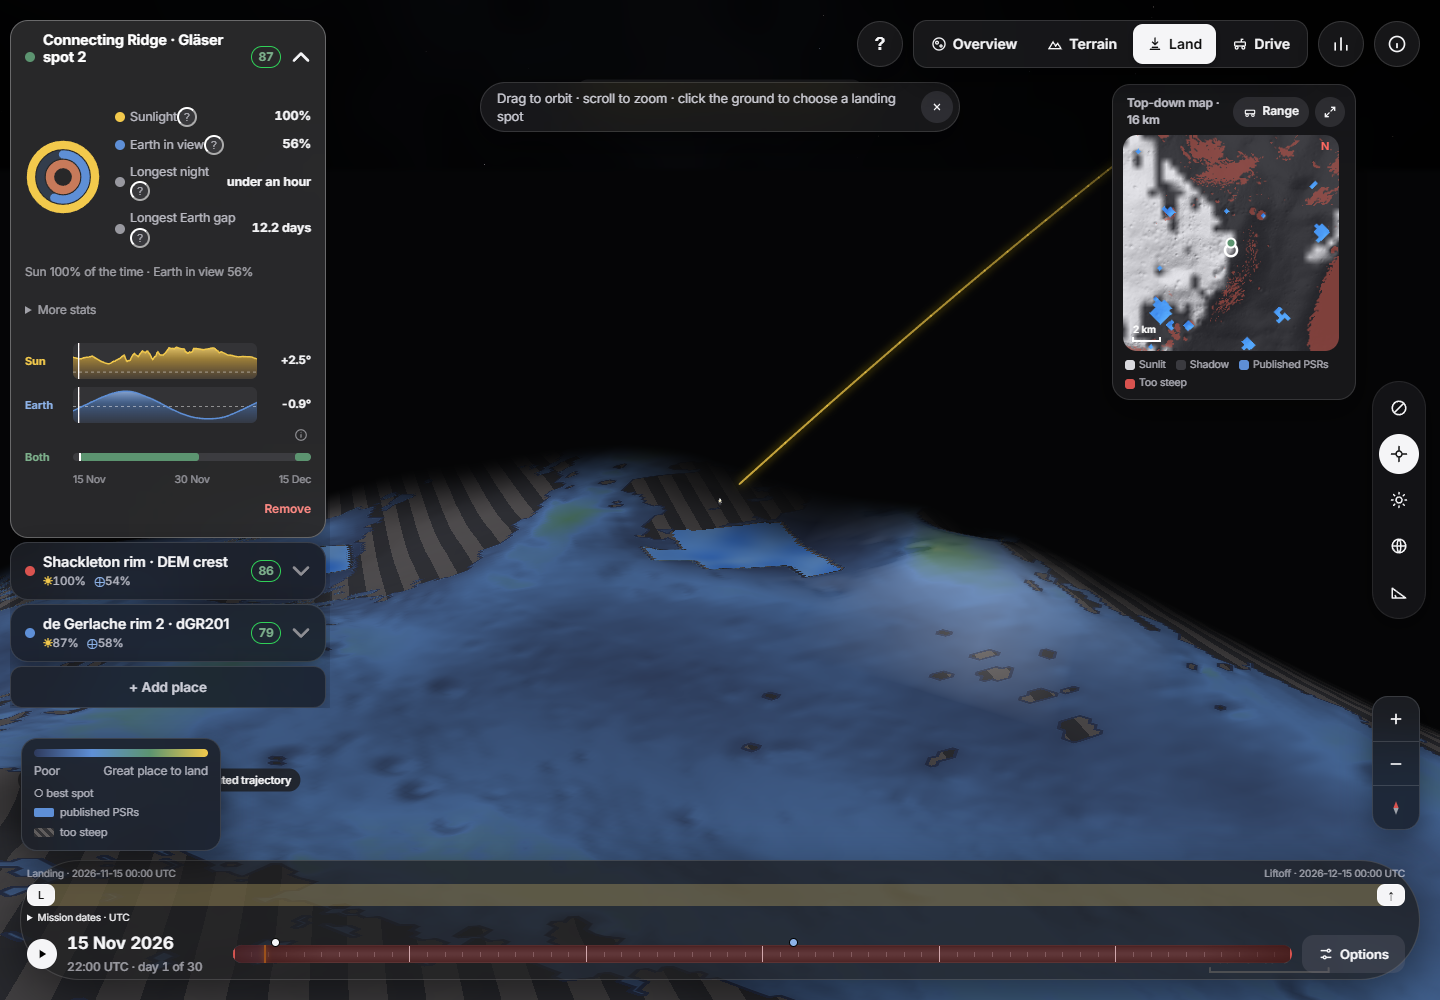 Connecting Ridge · Gläser
spot 2
87
Sunlight ? 100%
Earth in view ? 56%
Longest night
? under an hour
Longest Earth gap
? 12.2 days
Sun 100% of the time · Earth in view 56%
More stats
Sun +2.5°
Earth -0.9°
Both
15 Nov 30 Nov 15 Dec
Remove
Shackleton rim · DEM crest
100% 54%
86
de Gerlache rim 2 · dGR201
87% 58%
79
+ Add place
Poor Great place to land
best spot
published PSRs
too steep
ted trajectory
Drag to orbit · scroll to zoom · click the ground to choose a landing
spot
?
Overview Terrain Land Drive
Top-down map ·
16 km
Range
N
2 km
Sunlit Shadow Published PSRs
Too steep
Landing · 2026-11-15 00:00 UTC
Liftoff · 2026-12-15 00:00 UTC
L
Mission dates · UTC
15 Nov 2026
22:00 UTC · day 1 of 30
Options